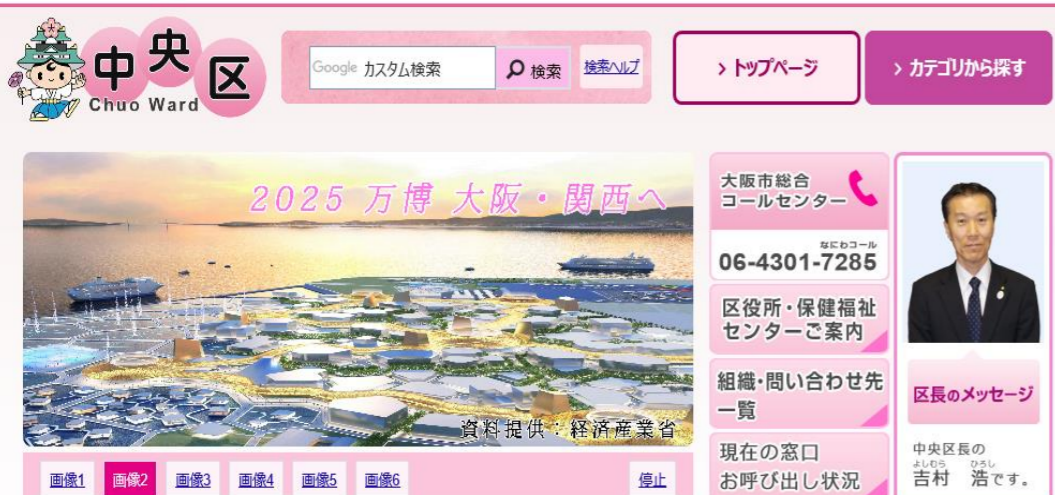 中央区
Chuo Ward
Google カスタム検索
検索
検索ヘルプ
› トップページ
› カテゴリから探す
2025 万博 大阪・関西へ
資料提供：経済産業省
画像1
画像2
画像3
画像4
画像5
画像6
停止
大阪市総合
コールセンター
なにわコール
06-4301-7285
区役所・保健福祉
センターご案内
組織・問い合わせ先
一覧
現在の窓口
お呼び出し状況
区長のメッセージ
中央区長の
よしむら ひろし
吉村 浩です。